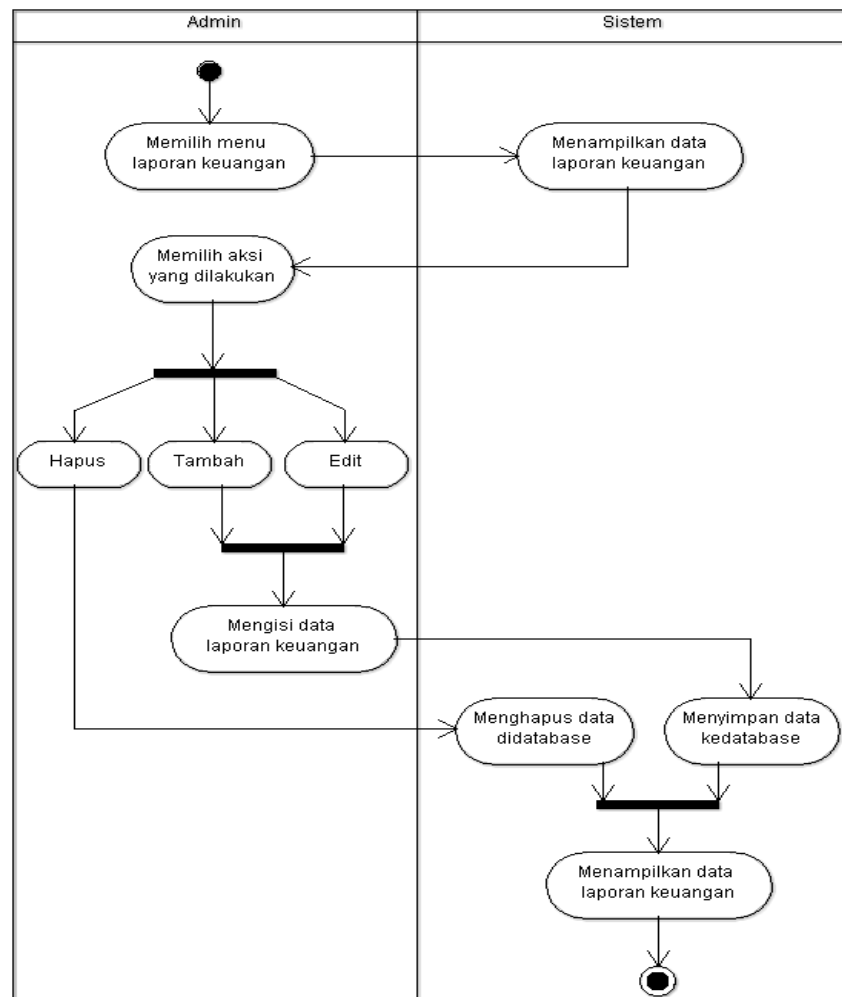 Admin
Sistem
Memilih menu
laporan keuangan
Menampilkan data
laporan keuangan
Memilih aksi
yang dilakukan
Hapus
Tambah
Edit
Mengisi data
laporan keuangan
Menghapus data
didatabase
Menyimpan data
kedatabase
Menampilkan data
laporan keuangan